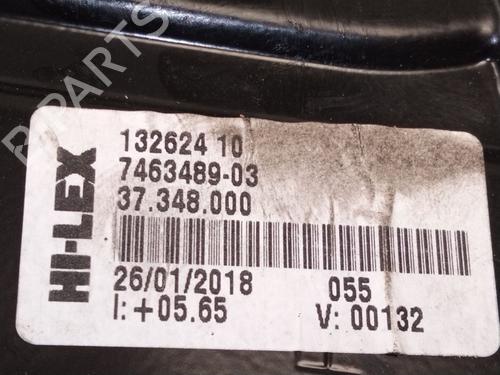 B-PARTS
HI-LEX
132624 10
7463489-03
37.348.000
26/01/2018 055
I:+05.65 V: 00132